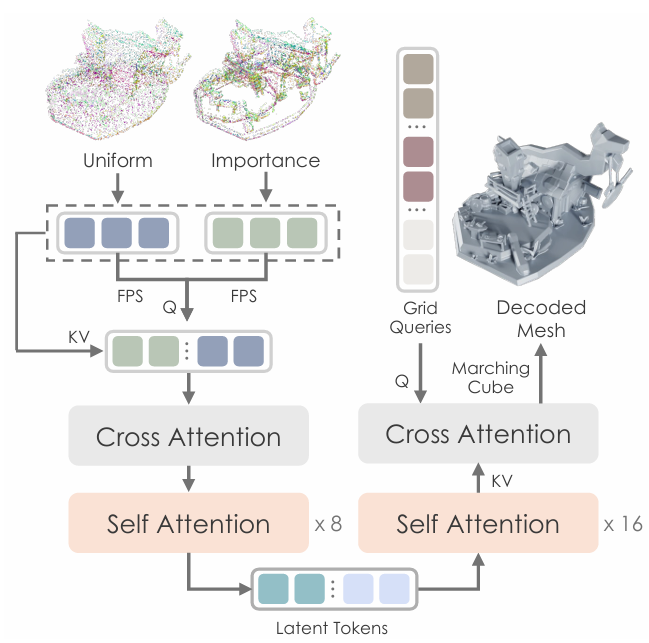 Uniform
Importance
FPS
FPS
Q
KV
Cross Attention
Self Attention
x 8
Latent Tokens
Grid
Queries
Decoded
Mesh
Q
Marching
Cube
Cross Attention
KV
Self Attention
x 16